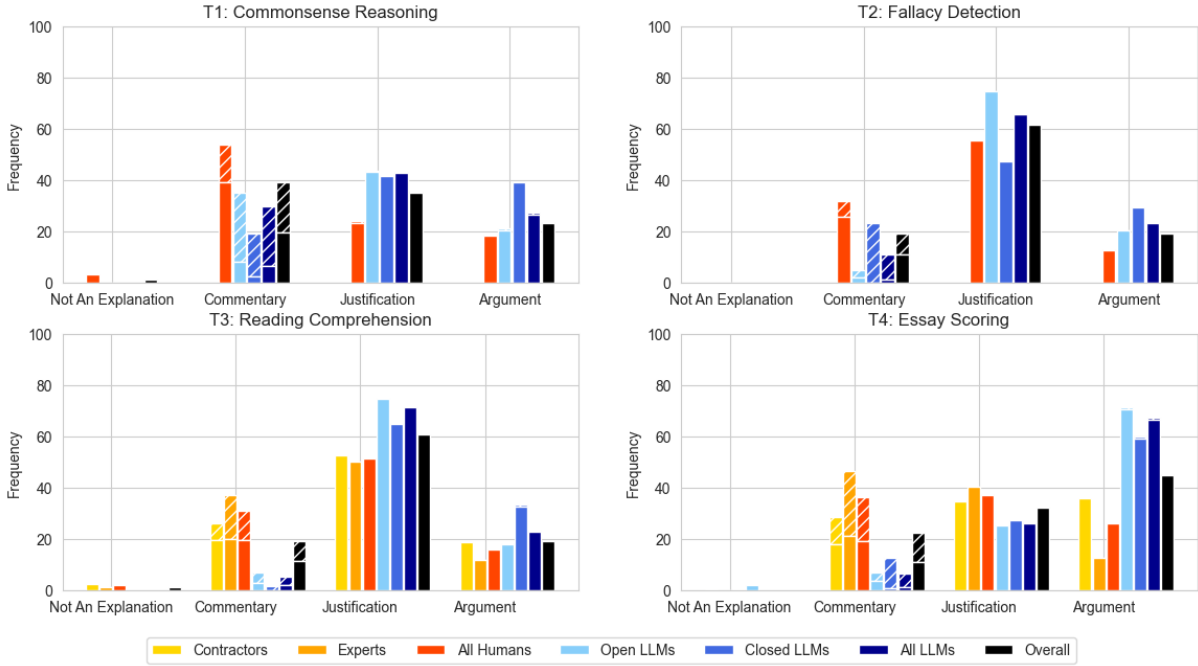 T1: Commonsense Reasoning
100
80
60
40
20
0
Frequency
Not An Explanation
Commentary
Justification
Argument
T2: Fallacy Detection
100
80
60
40
20
0
Frequency
Not An Explanation
Commentary
Justification
Argument
T3: Reading Comprehension
100
80
60
40
20
0
Frequency
Not An Explanation
Commentary
Justification
Argument
T4: Essay Scoring
100
80
60
40
20
0
Frequency
Not An Explanation
Commentary
Justification
Argument
Contractors
Experts
All Humans
Open LLMs
Closed LLMs
All LLMs
Overall